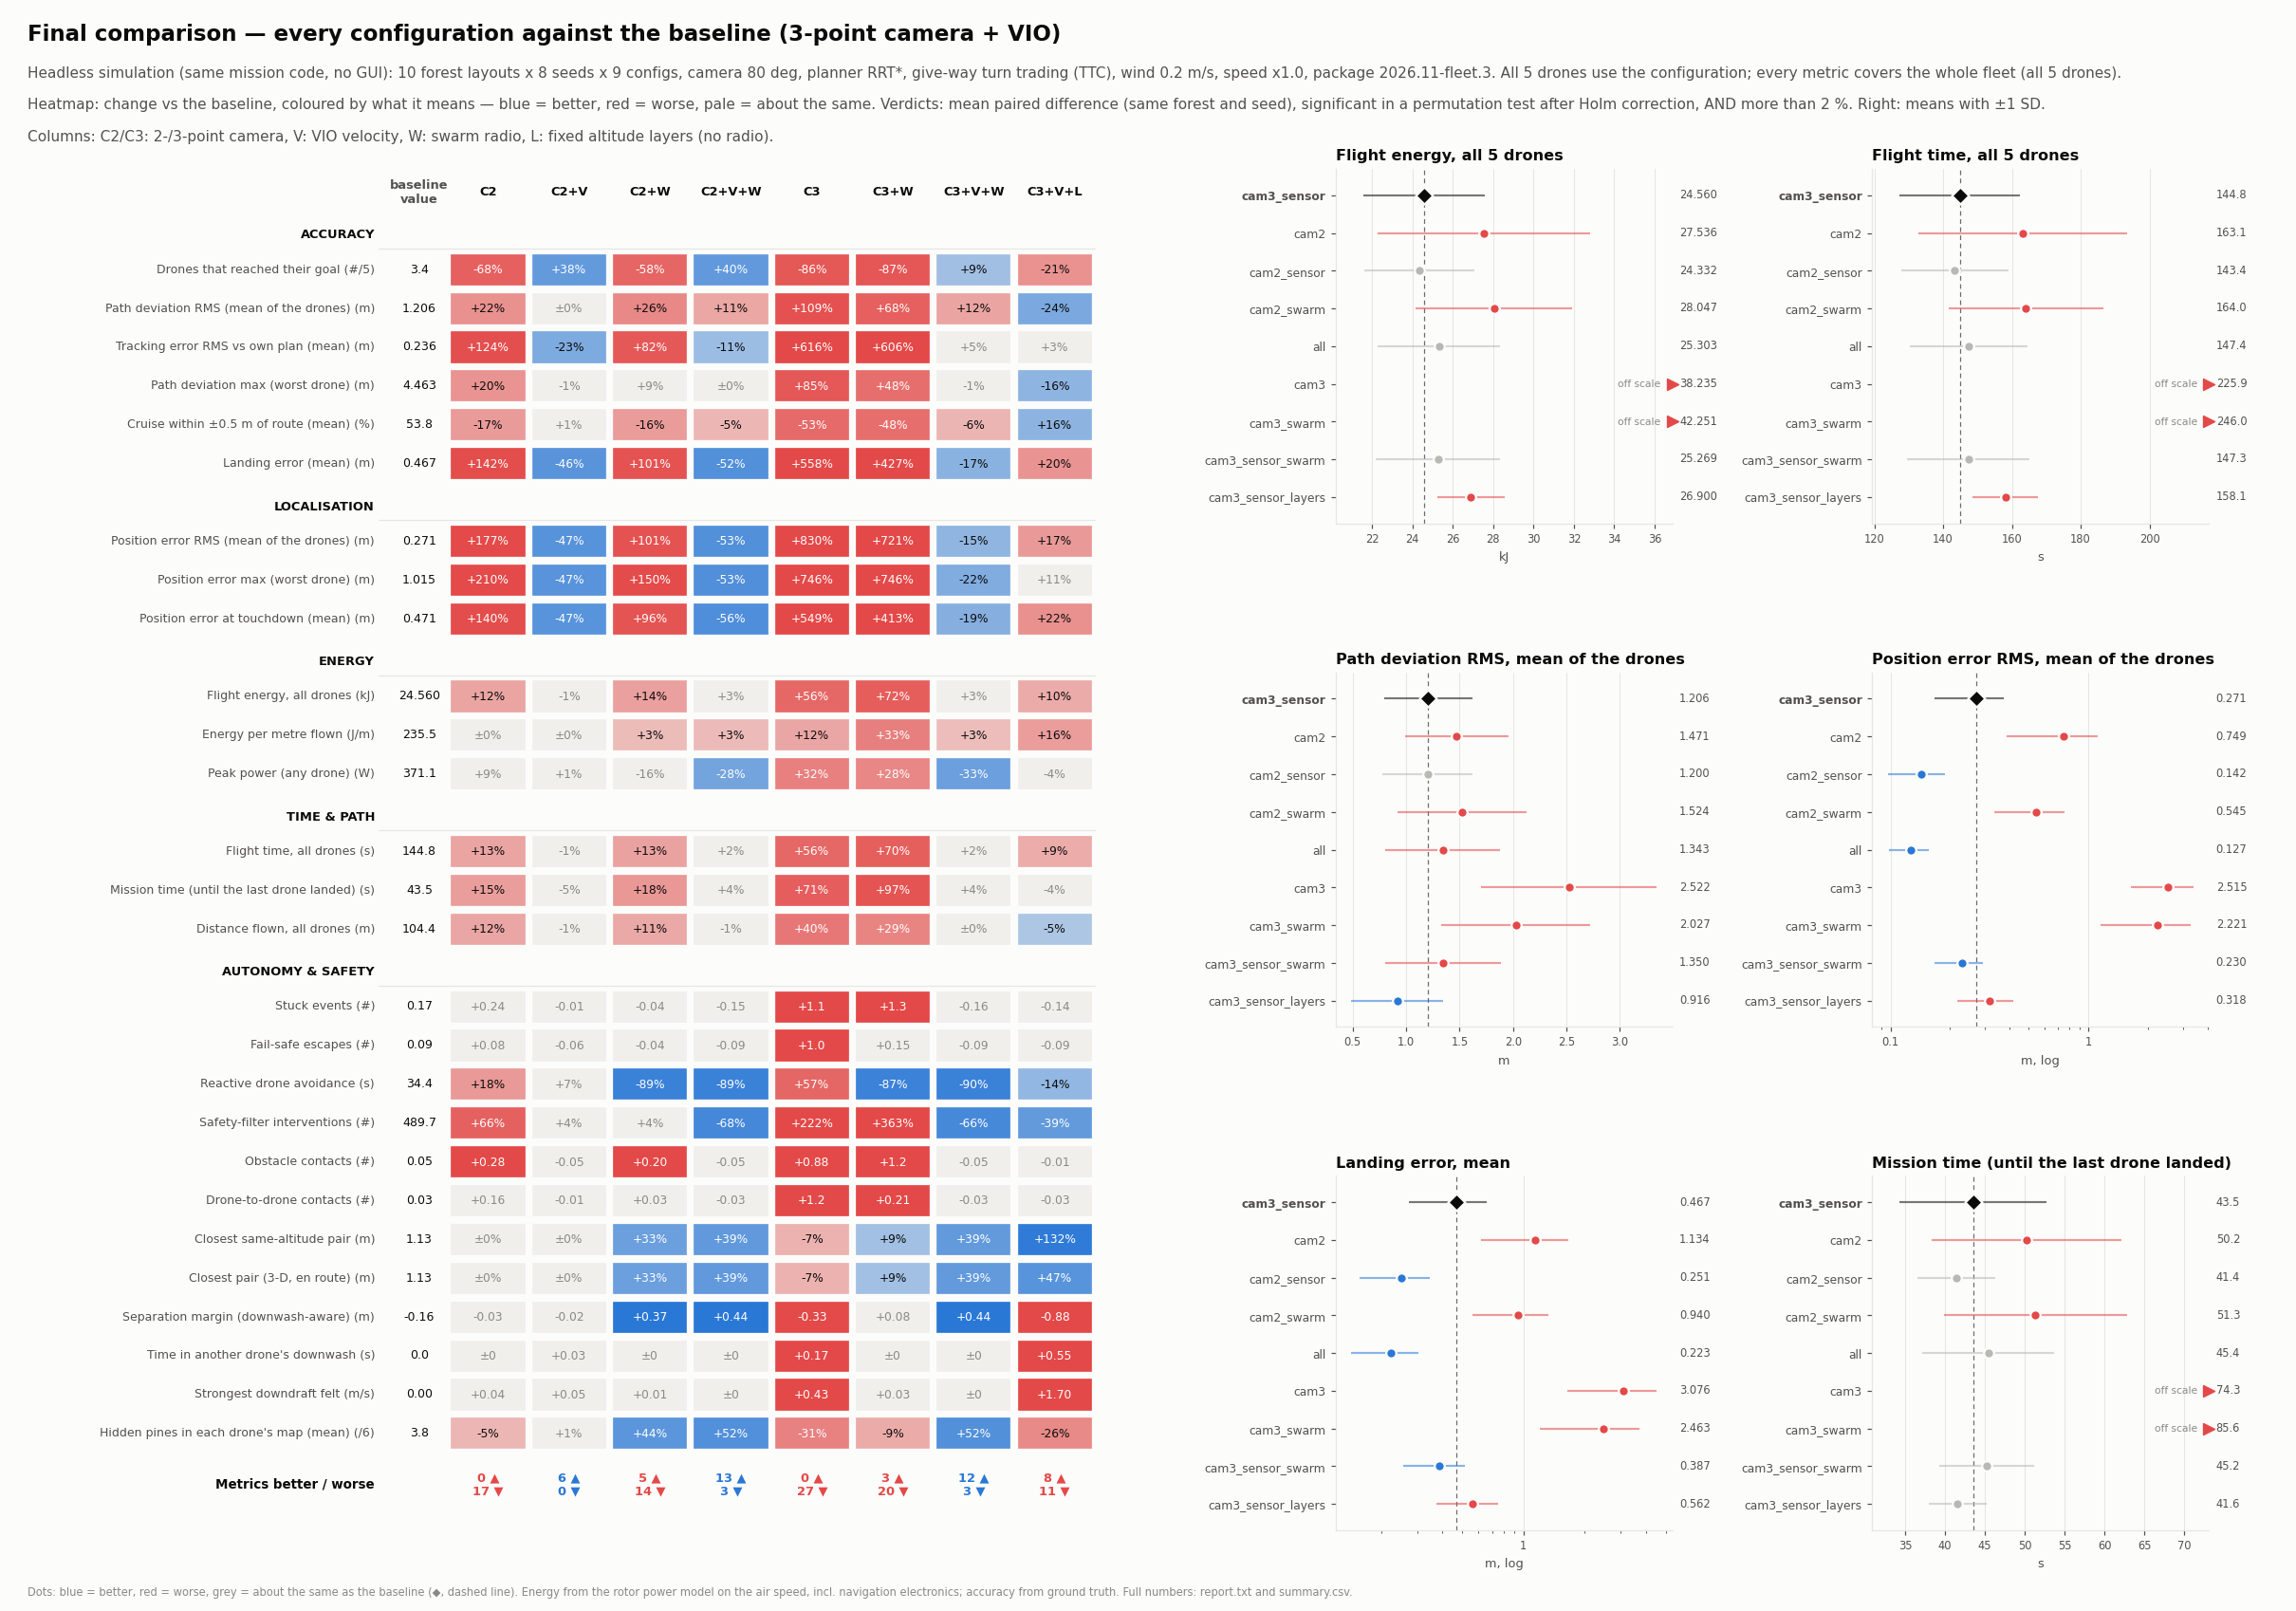 Final comparison — every configuration against the baseline (3-point camera + VIO)
Headless simulation (same mission code, no GUI): 10 forest layouts x 8 seeds x 9 configs, camera 80 deg, planner RRT*, give-way turn trading (TTC), wind 0.2 m/s, speed x1.0, package 2026.11-fleet.3. All 5 drones use the configuration; every metric covers the whole fleet (all 5 drones).
Heatmap: change vs the baseline, coloured by what it means — blue = better, red = worse, pale = about the same. Verdicts: mean paired difference (same forest and seed), significant in a permutation test after Holm correction, AND more than 2 %. Right: means with ±1 SD.
Columns: C2/C3: 2-/3-point camera, V: VIO velocity, W: swarm radio, L: fixed altitude layers (no radio).
baseline value C2 C2+V C2+W C2+V+W C3 C3+W C3+V+W C3+V+L
ACCURACY
Drones that reached their goal (#/5) 3.4 -68% +38% -58% +40% -86% -87% +9% -21%
Path deviation RMS (mean of the drones) (m) 1.206 +22% ±0% +26% +11% +109% +68% +12% -24%
Tracking error RMS vs own plan (mean) (m) 0.236 +124% -23% +82% -11% +616% +606% +5% +3%
Path deviation max (worst drone) (m) 4.463 +20% -1% +9% ±0% +85% +48% -1% -16%
Cruise within ±0.5 m of route (mean) (%) 53.8 -17% +1% -16% -5% -53% -48% -6% +16%
Landing error (mean) (m) 0.467 +142% -46% +101% -52% +558% +427% -17% +20%
LOCALISATION
Position error RMS (mean of the drones) (m) 0.271 +177% -47% +101% -53% +830% +721% -15% +17%
Position error max (worst drone) (m) 1.015 +210% -47% +150% -53% +746% +746% -22% +11%
Position error at touchdown (mean) (m) 0.471 +140% -47% +96% -56% +549% +413% -19% +22%
ENERGY
Flight energy, all drones (kJ) 24.560 +12% -1% +14% +3% +56% +72% +3% +10%
Energy per metre flown (J/m) 235.5 ±0% ±0% +3% +3% +12% +33% +3% +16%
Peak power (any drone) (W) 371.1 +9% +1% -16% -28% +32% +28% -33% -4%
TIME & PATH
Flight time, all drones (s) 144.8 +13% -1% +13% +2% +56% +70% +2% +9%
Mission time (until the last drone landed) (s) 43.5 +15% -5% +18% +4% +71% +97% +4% -4%
Distance flown, all drones (m) 104.4 +12% -1% +11% -1% +40% +29% ±0% -5%
AUTONOMY & SAFETY
Stuck events (#) 0.17 +0.24 -0.01 -0.04 -0.15 +1.1 +1.3 -0.16 -0.14
Fail-safe escapes (#) 0.09 +0.08 -0.06 -0.04 -0.09 +1.0 +0.15 -0.09 -0.09
Reactive drone avoidance (s) 34.4 +18% +7% -89% -89% +57% -87% -90% -14%
Safety-filter interventions (#) 489.7 +66% +4% +4% -68% +222% +363% -66% -39%
Obstacle contacts (#) 0.05 +0.28 -0.05 +0.20 -0.05 +0.88 +1.2 -0.05 -0.01
Drone-to-drone contacts (#) 0.03 +0.16 -0.01 +0.03 -0.03 +1.2 +0.21 -0.03 -0.03
Closest same-altitude pair (m) 1.13 ±0% ±0% +33% +39% -7% +9% +39% +132%
Closest pair (3-D, en route) (m) 1.13 ±0% ±0% +33% +39% -7% +9% +39% +47%
Separation margin (downwash-aware) (m) -0.16 -0.03 -0.02 +0.37 +0.44 -0.33 +0.08 +0.44 -0.88
Time in another drone's downwash (s) 0.0 ±0 +0.03 ±0 ±0 +0.17 ±0 ±0 +0.55
Strongest downdraft felt (m/s) 0.00 +0.04 +0.05 +0.01 ±0 +0.43 +0.03 ±0 +1.70
Hidden pines in each drone's map (mean) (/6) 3.8 -5% +1% +44% +52% -31% -9% +52% -26%
Metrics better / worse
0 ▲ 6 ▲ 5 ▲ 13 ▲ 0 ▲ 3 ▲ 12 ▲ 8 ▲
17 ▼ 0 ▼ 14 ▼ 3 ▼ 27 ▼ 20 ▼ 3 ▼ 11 ▼
Flight energy, all 5 drones
cam3_sensor 24.560
cam2 27.536
cam2_sensor 24.332
cam2_swarm 28.047
all 25.303
cam3 off scale 38.235
cam3_swarm off scale 42.251
cam3_sensor_swarm 25.269
cam3_sensor_layers 26.900
22 24 26 28 30 32 34 36
kJ
Flight time, all 5 drones
cam3_sensor 144.8
cam2 163.1
cam2_sensor 143.4
cam2_swarm 164.0
all 147.4
cam3 off scale 225.9
cam3_swarm off scale 246.0
cam3_sensor_swarm 147.3
cam3_sensor_layers 158.1
120 140 160 180 200
s
Path deviation RMS, mean of the drones
cam3_sensor 1.206
cam2 1.471
cam2_sensor 1.200
cam2_swarm 1.524
all 1.343
cam3 2.522
cam3_swarm 2.027
cam3_sensor_swarm 1.350
cam3_sensor_layers 0.916
0.5 1.0 1.5 2.0 2.5 3.0
m
Position error RMS, mean of the drones
cam3_sensor 0.271
cam2 0.749
cam2_sensor 0.142
cam2_swarm 0.545
all 0.127
cam3 2.515
cam3_swarm 2.221
cam3_sensor_swarm 0.230
cam3_sensor_layers 0.318
0.1 1
m, log
Landing error, mean
cam3_sensor 0.467
cam2 1.134
cam2_sensor 0.251
cam2_swarm 0.940
all 0.223
cam3 3.076
cam3_swarm 2.463
cam3_sensor_swarm 0.387
cam3_sensor_layers 0.562
1
m, log
Mission time (until the last drone landed)
cam3_sensor 43.5
cam2 50.2
cam2_sensor 41.4
cam2_swarm 51.3
all 45.4
cam3 off scale 74.3
cam3_swarm off scale 85.6
cam3_sensor_swarm 45.2
cam3_sensor_layers 41.6
35 40 45 50 55 60 65 70
s
Dots: blue = better, red = worse, grey = about the same as the baseline (◆, dashed line). Energy from the rotor power model on the air speed, incl. navigation electronics; accuracy from ground truth. Full numbers: report.txt and summary.csv.